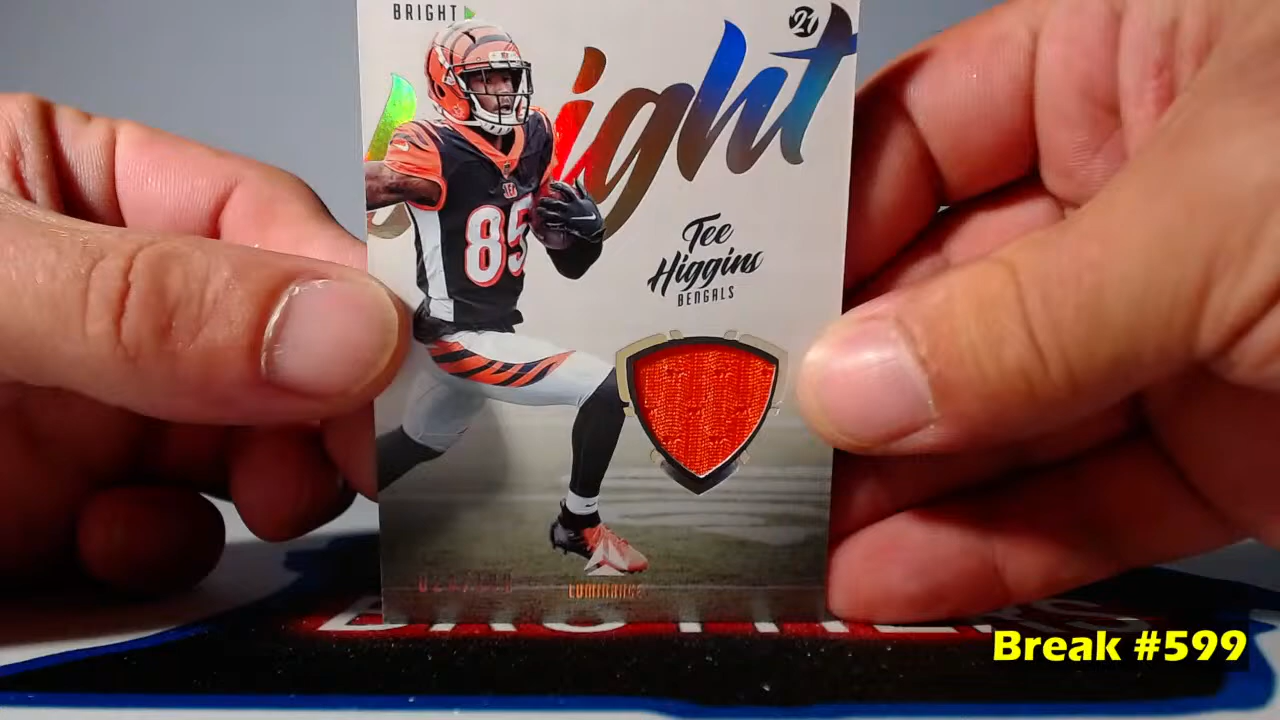 BRIGHT
21
ight
Tee
Higgins
BENGALS
85
LUMINANCE
Break #599